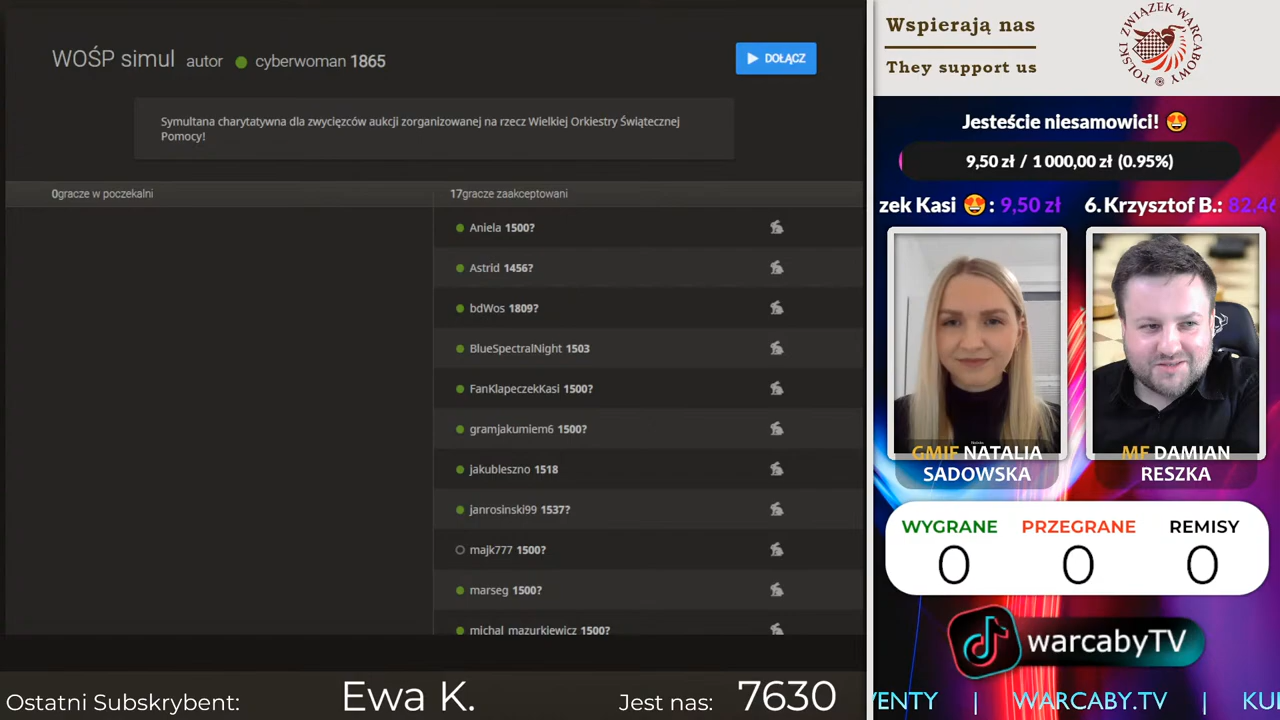 WOŚP simul autor cyberwoman 1865
DOŁĄCZ
Symultana charytatywna dla zwycięzców aukcji zorganizowanej na rzecz Wielkiej Orkiestry Świątecznej
Pomocy!
0gracze w poczekalni
17gracze zaakceptowani
Aniela 1500?
Astrid 1456?
bdWos 1809?
BlueSpectralNight 1503
FanKlapeczekKasi 1500?
gramjakumiem6 1500?
jakubleszno 1518
janrosinski99 1537?
majk777 1500?
marseg 1500?
michal_mazurkiewicz 1500?
Wspierają nas
They support us
POLSKI ZWIĄZEK WARCABOWY
Jesteście niesamowici! 😍
9,50 zł / 1 000,00 zł (0.95%)
zek Kasi 😍: 9,50 zł 6. Krzysztof B.: 82.46
GMIF NATALIA
SADOWSKA
MF DAMIAN
RESZKA
WYGRANE PRZEGRANE REMISY
0 0 0
warcabyTV
Ostatni Subskrybent: Ewa K. Jest nas: 7630
VENTY | WARCABY.TV | KU